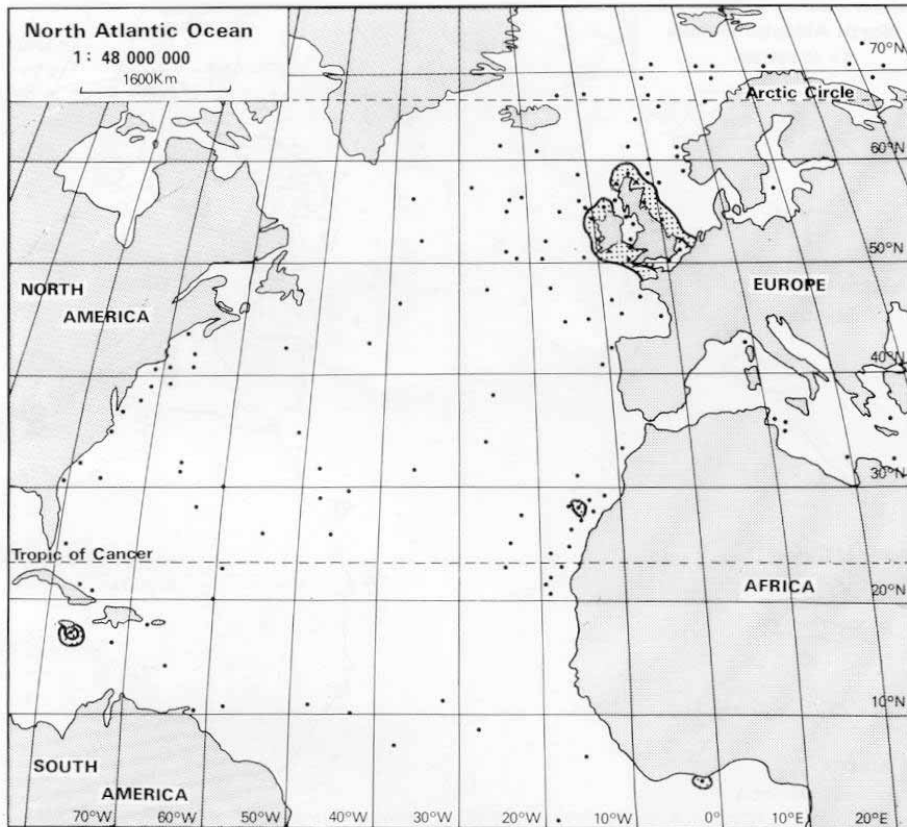 North Atlantic Ocean
1: 48 000 000
1600Km
70°N
Arctic Circle
60°N
50°N
NORTH
AMERICA
EUROPE
40°N
30°N
Tropic of Cancer
AFRICA
20°N
10°N
SOUTH
AMERICA
70°W 60°W 50°W 40°W 30°W 20°W 10°W 0° 10°E 20°E